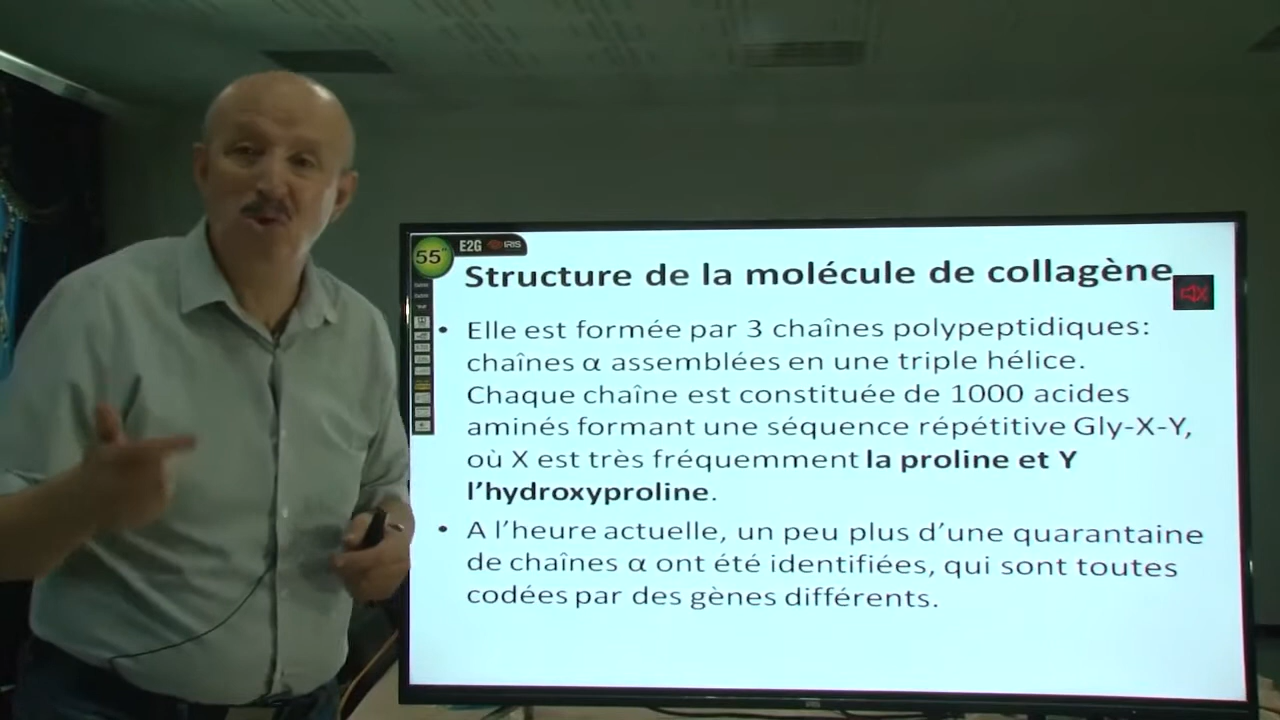 55"
E2G IRIS
Structure de la molécule de collagène
• Elle est formée par 3 chaînes polypeptidiques:
chaînes α assemblées en une triple hélice.
Chaque chaîne est constituée de 1000 acides
aminés formant une séquence répétitive Gly-X-Y,
où X est très fréquemment la proline et Y
l’hydroxyproline.
• A l’heure actuelle, un peu plus d’une quarantaine
de chaînes α ont été identifiées, qui sont toutes
codées par des gènes différents.